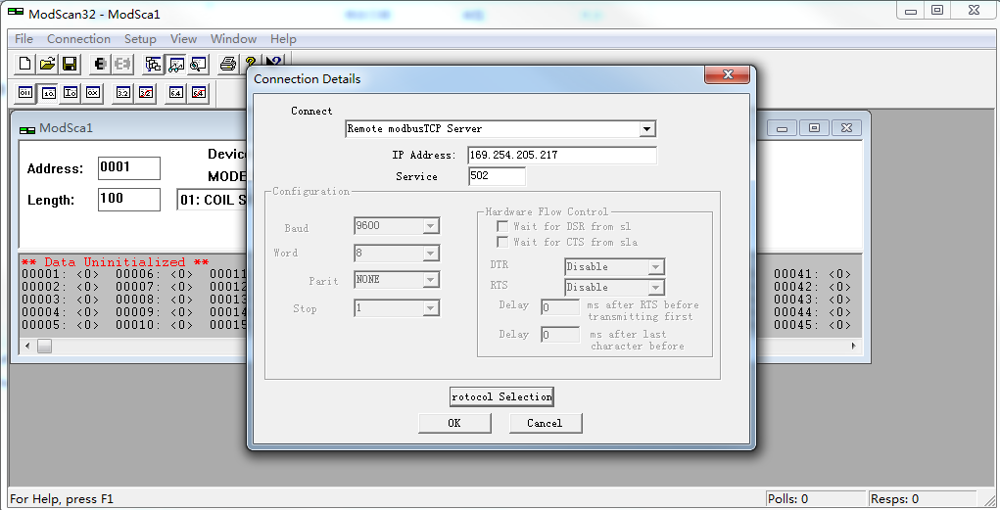 ModScan32 - ModSca1
File Connection Setup View Window Help
Connection Details
ModSca1
Connect
Remote modbusTCP Server
Address: 0001
Devic
IP Address: 169.254.205.217
MODE
Service 502
Length: 100
01: COIL S
Configuration
Baud 9600
Word 8
Parit NONE
Stop 1
Hardware Flow Control
Wait for DSR from sl
Wait for CTS from sla
DTR Disable
RTS Disable
Delay 0 ms after RTS before
transmitting first
Delay 0 ms after last
character before
** Data Uninitialized **
00001: <0> 00006: <0> 00011 00041: <0>
00002: <0> 00007: <0> 00012 00042: <0>
00003: <0> 00008: <0> 00013 00043: <0>
00004: <0> 00009: <0> 00014 00044: <0>
00005: <0> 00010: <0> 00015 00045: <0>
rotocol Selection
OK Cancel
For Help, press F1
Polls: 0 Resps: 0